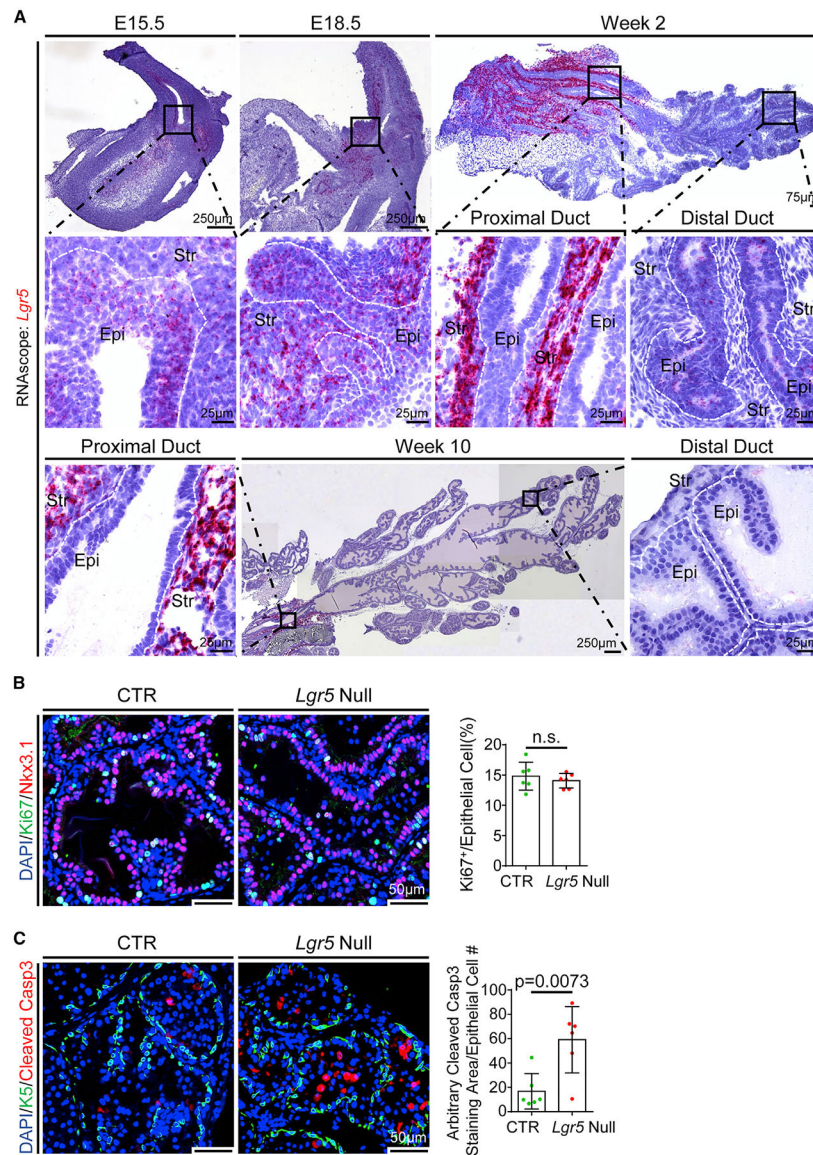 A
E15.5
E18.5
Week 2
250μm
250μm
75μm
Proximal Duct
Distal Duct
RNAscope: Lgr5
Str
Epi
25μm
Str
Epi
25μm
Str
Epi
Str
Epi
25μm
Str
Epi
Str
Epi
Str
25μm
Proximal Duct
Week 10
Distal Duct
Str
Epi
Str
25μm
250μm
Str
Epi
Epi
25μm
B
CTR
Lgr5 Null
DAPI/Ki67/Nkx3.1
50μm
n.s.
Ki67+/Epithelial Cell(%)
20
15
10
5
0
CTR
Lgr5 Null
C
CTR
Lgr5 Null
DAPI/K5/Cleaved Casp3
50μm
p=0.0073
Arbitrary Cleaved Casp3
Staining Area/Epithelial Cell #
100
80
60
40
20
0
CTR
Lgr5 Null